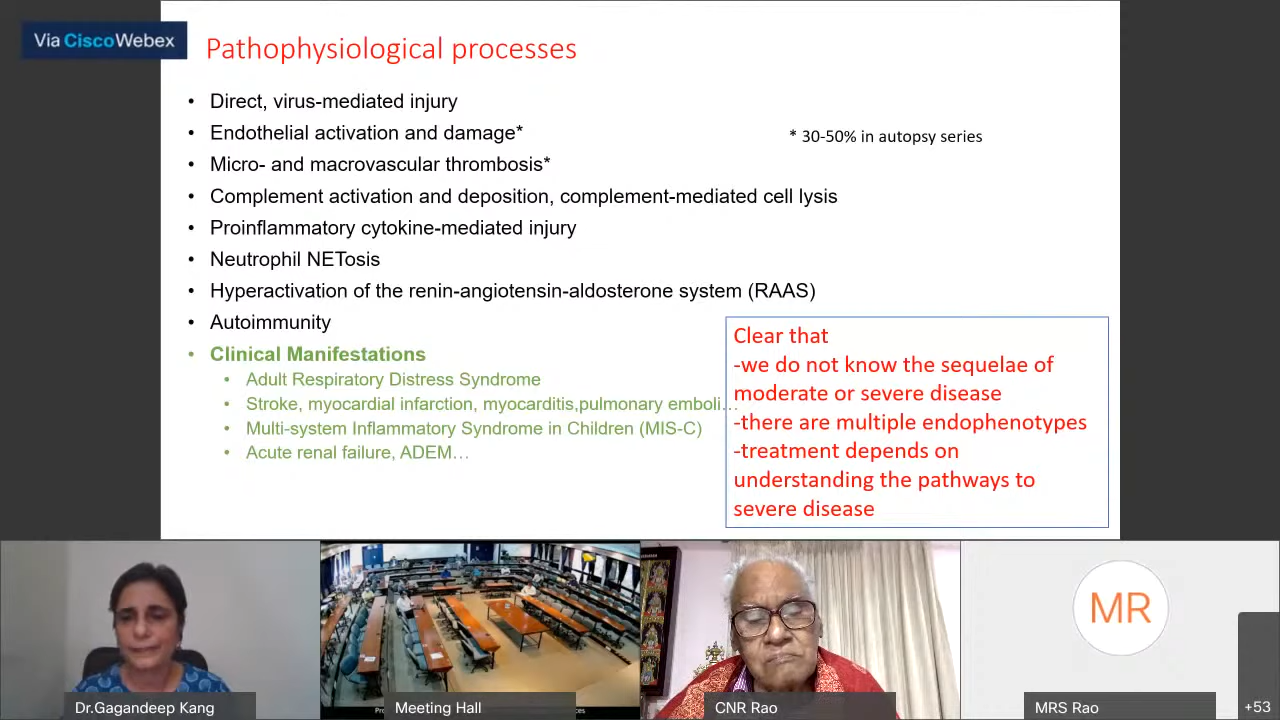 Via Cisco Webex
Pathophysiological processes
• Direct, virus-mediated injury
• Endothelial activation and damage*
* 30-50% in autopsy series
• Micro- and macrovascular thrombosis*
• Complement activation and deposition, complement-mediated cell lysis
• Proinflammatory cytokine-mediated injury
• Neutrophil NETosis
• Hyperactivation of the renin-angiotensin-aldosterone system (RAAS)
• Autoimmunity
• Clinical Manifestations
• Adult Respiratory Distress Syndrome
• Stroke, myocardial infarction, myocarditis,pulmonary emboli…
• Multi-system Inflammatory Syndrome in Children (MIS-C)
• Acute renal failure, ADEM…
Clear that
-we do not know the sequelae of
moderate or severe disease
-there are multiple endophenotypes
-treatment depends on
understanding the pathways to
severe disease
MR
Dr.Gagandeep Kang
Meeting Hall
CNR Rao
MRS Rao
+53